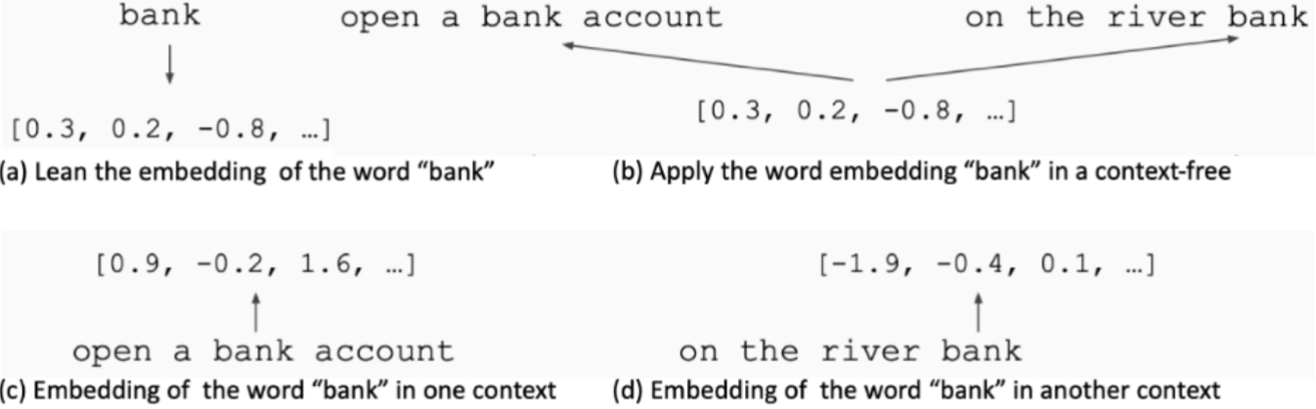 bank
open a bank account
on the river bank
[0.3, 0.2, -0.8, …]
[0.3, 0.2, -0.8, …]
(a) Lean the embedding of the word “bank”
(b) Apply the word embedding “bank” in a context-free
[0.9, -0.2, 1.6, …]
[-1.9, -0.4, 0.1, …]
open a bank account
on the river bank
(c) Embedding of the word “bank” in one context
(d) Embedding of the word “bank” in another context